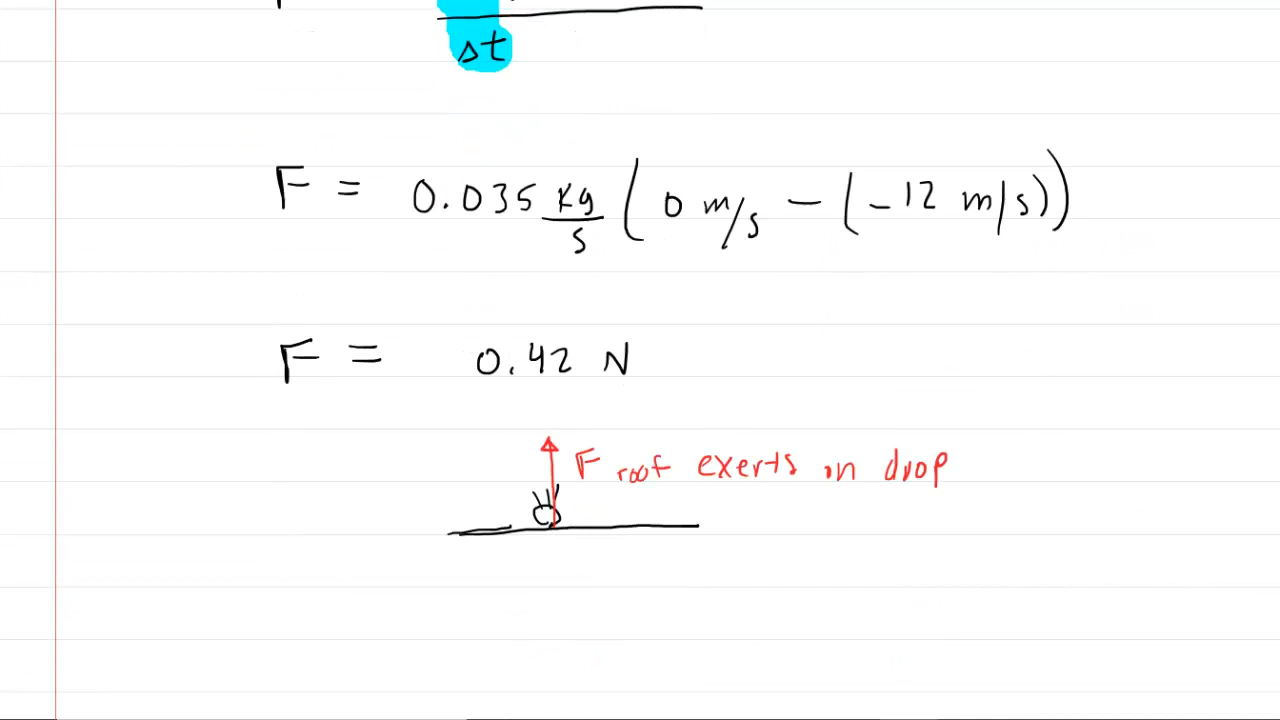 Δt
F = 0.035 kg/s ( 0 m/s - (-12 m/s))
F = 0.42 N
F roof exerts on drop